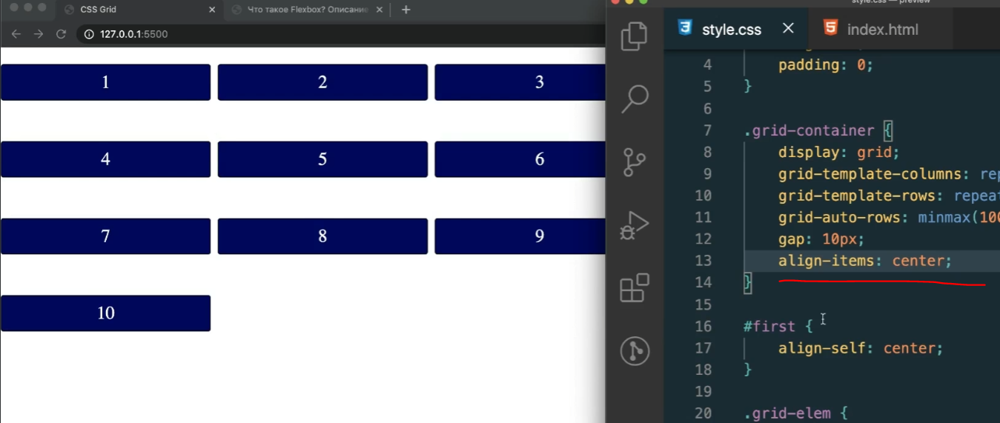 CSS Grid
Что такое Flexbox? Описание
127.0.0.1:5500
1
2
3
4
5
6
7
8
9
10
style.css — preview
style.css
index.html
4 padding: 0;
5 }
6
7 .grid-container {
8 display: grid;
9 grid-template-columns: rep
10 grid-template-rows: repeat
11 grid-auto-rows: minmax(100
12 gap: 10px;
13 align-items: center;
14 }
15
16 #first {
17 align-self: center;
18 }
19
20 .grid-elem {